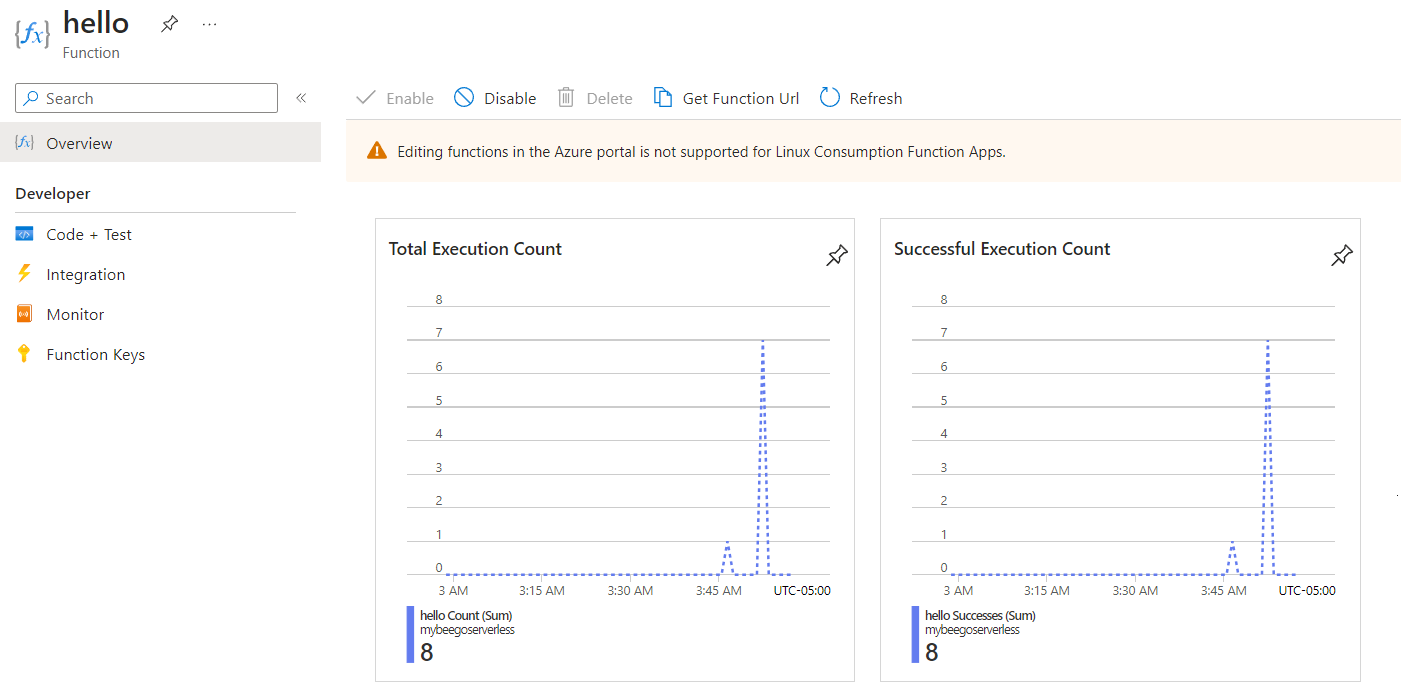 hello
...
Function
Search
«
Enable
Disable
Delete
Get Function Url
Refresh
Overview
Editing functions in the Azure portal is not supported for Linux Consumption Function Apps.
Developer
Code + Test
Integration
Monitor
Function Keys
Total Execution Count
8
7
6
5
4
3
2
1
0
3 AM 3:15 AM 3:30 AM 3:45 AM UTC-05:00
hello Count (Sum)
mybeegoserverless
8
Successful Execution Count
8
7
6
5
4
3
2
1
0
3 AM 3:15 AM 3:30 AM 3:45 AM UTC-05:00
hello Successes (Sum)
mybeegoserverless
8